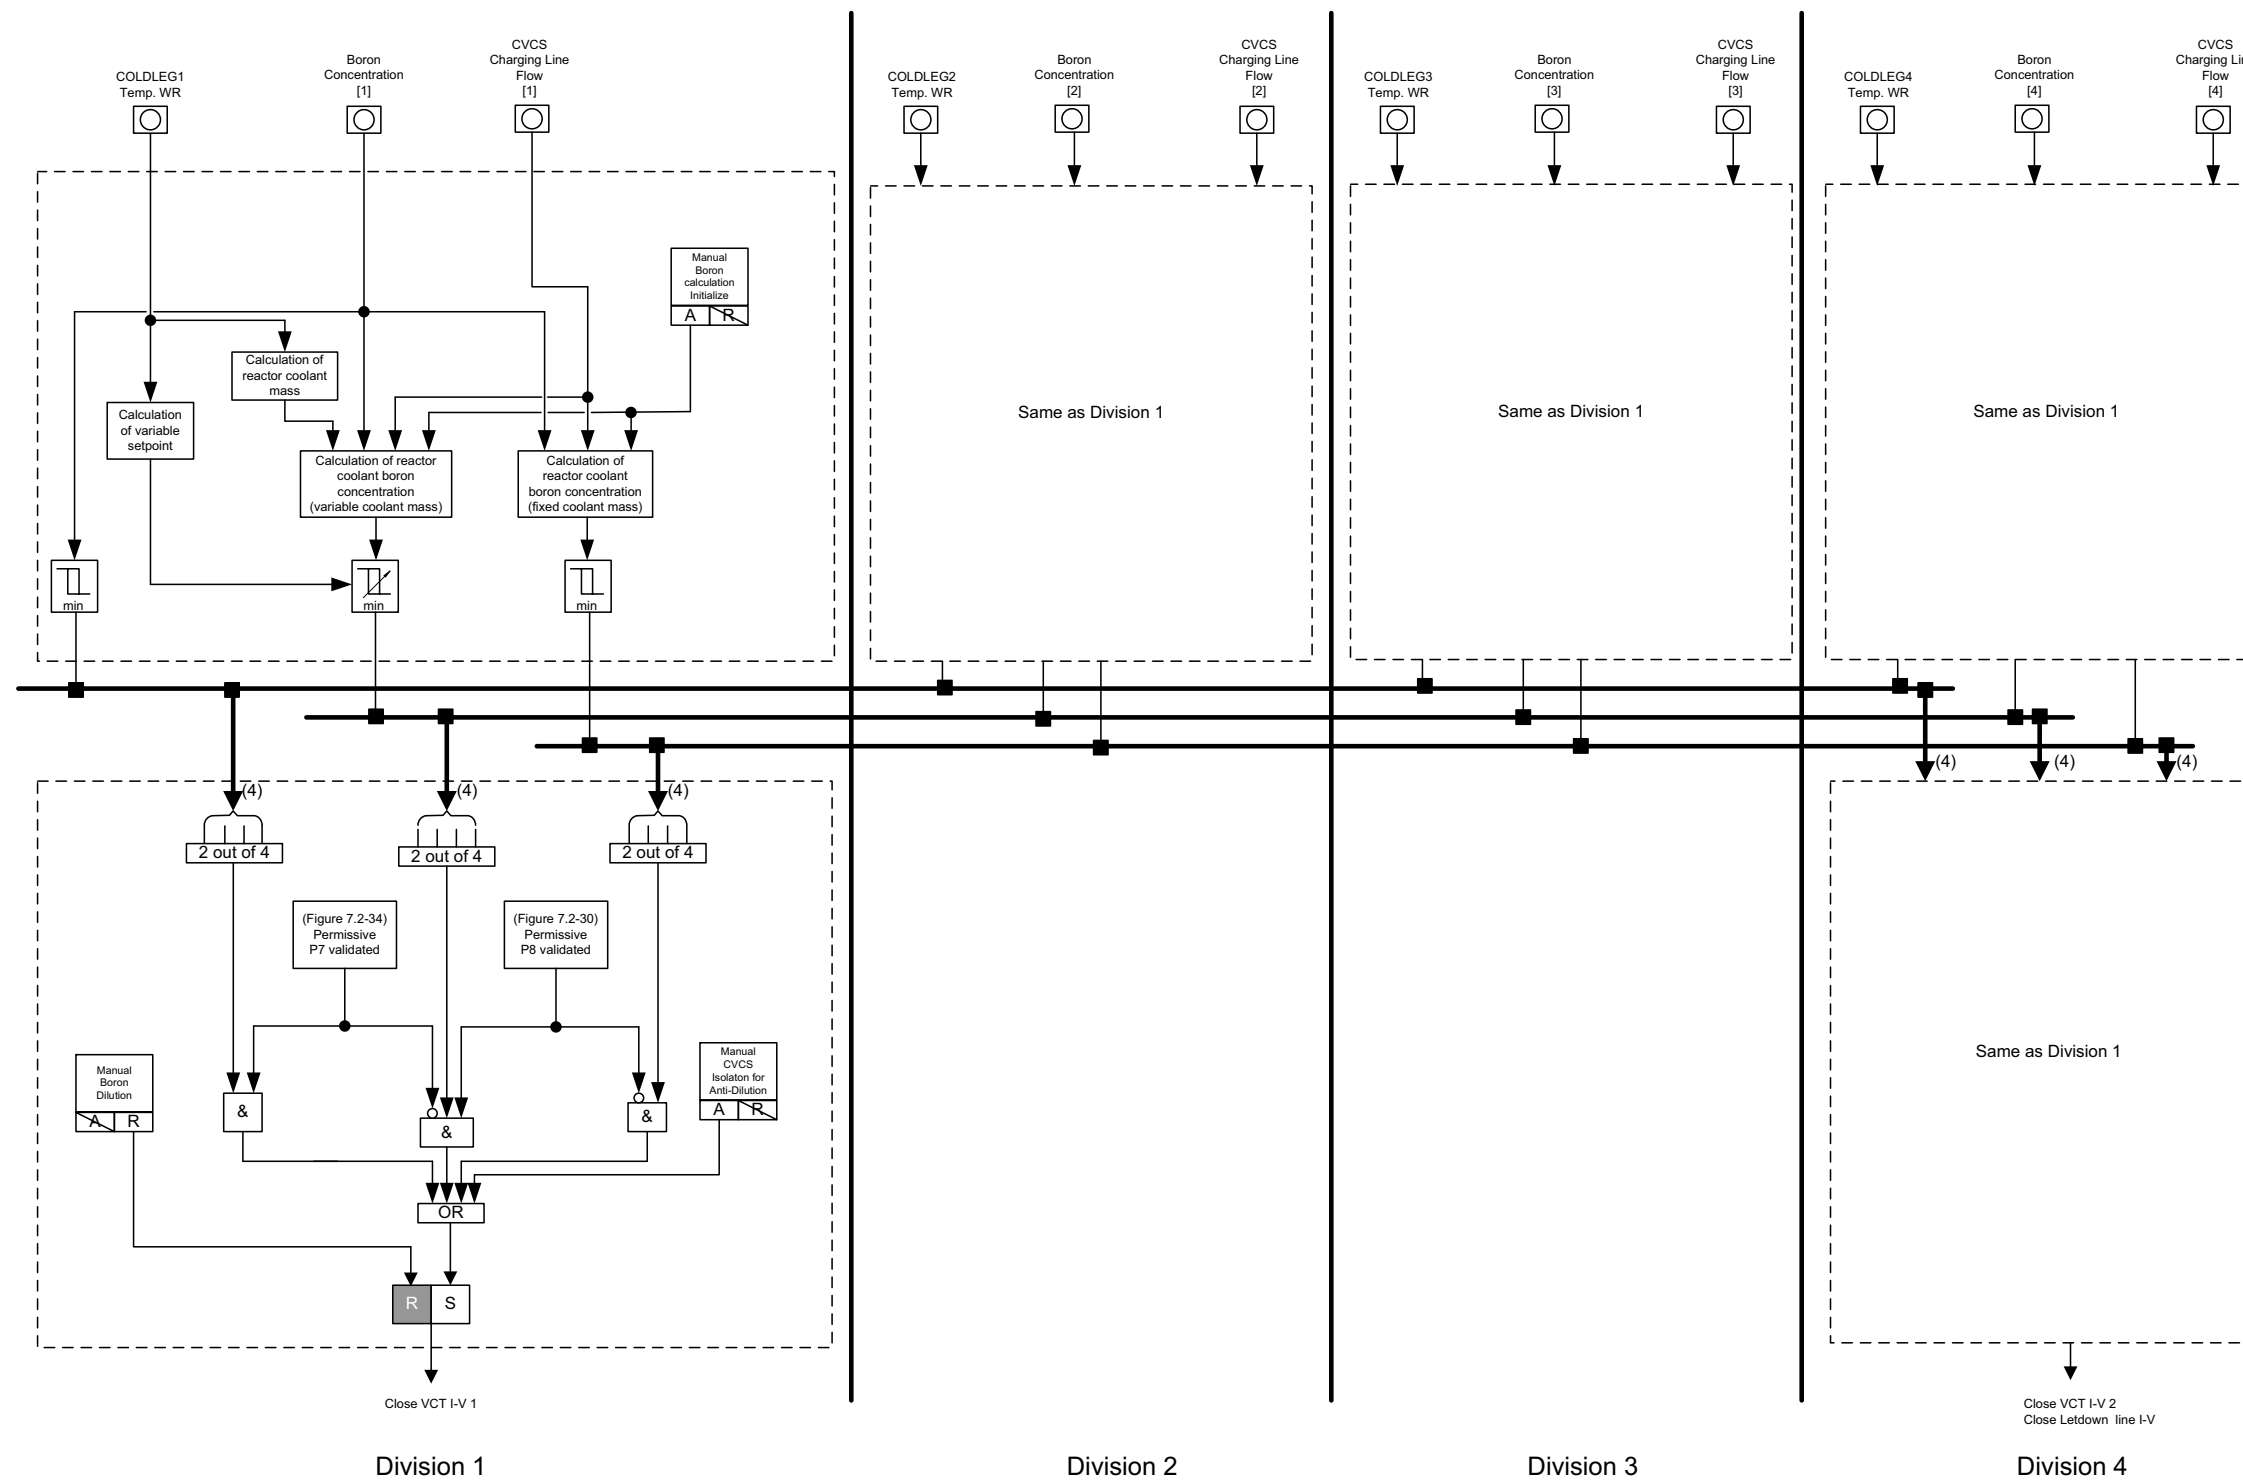 COLDLEG1
Temp. WR
Boron
Concentration
[1]
CVCS
Charging Line
Flow
[1]
COLDLEG2
Temp. WR
Boron
Concentration
[2]
CVCS
Charging Line
Flow
[2]
COLDLEG3
Temp. WR
Boron
Concentration
[3]
CVCS
Charging Line
Flow
[3]
COLDLEG4
Temp. WR
Boron
Concentration
[4]
CVCS
Charging Li
Flow
[4]
Manual
Boron
calculation
Initialize
A R
Calculation of
reactor coolant
mass
Calculation
of variable
setpoint
Calculation of reactor
coolant boron
concentration
(variable coolant mass)
Calculation of
reactor coolant
boron concentration
(fixed coolant mass)
min
min
min
Same as Division 1
Same as Division 1
Same as Division 1
(4)
(4)
(4)
(4)
(4)
(4)
2 out of 4
2 out of 4
2 out of 4
(Figure 7.2-34)
Permissive
P7 validated
(Figure 7.2-30)
Permissive
P8 validated
Manual
Boron
Dilution
A R
Manual
CVCS
Isolaton for
Anti-Dilution
A R
&
&
&
OR
R S
Same as Division 1
Close VCT I-V 1
Close VCT I-V 2
Close Letdown line I-V
Division 1
Division 2
Division 3
Division 4